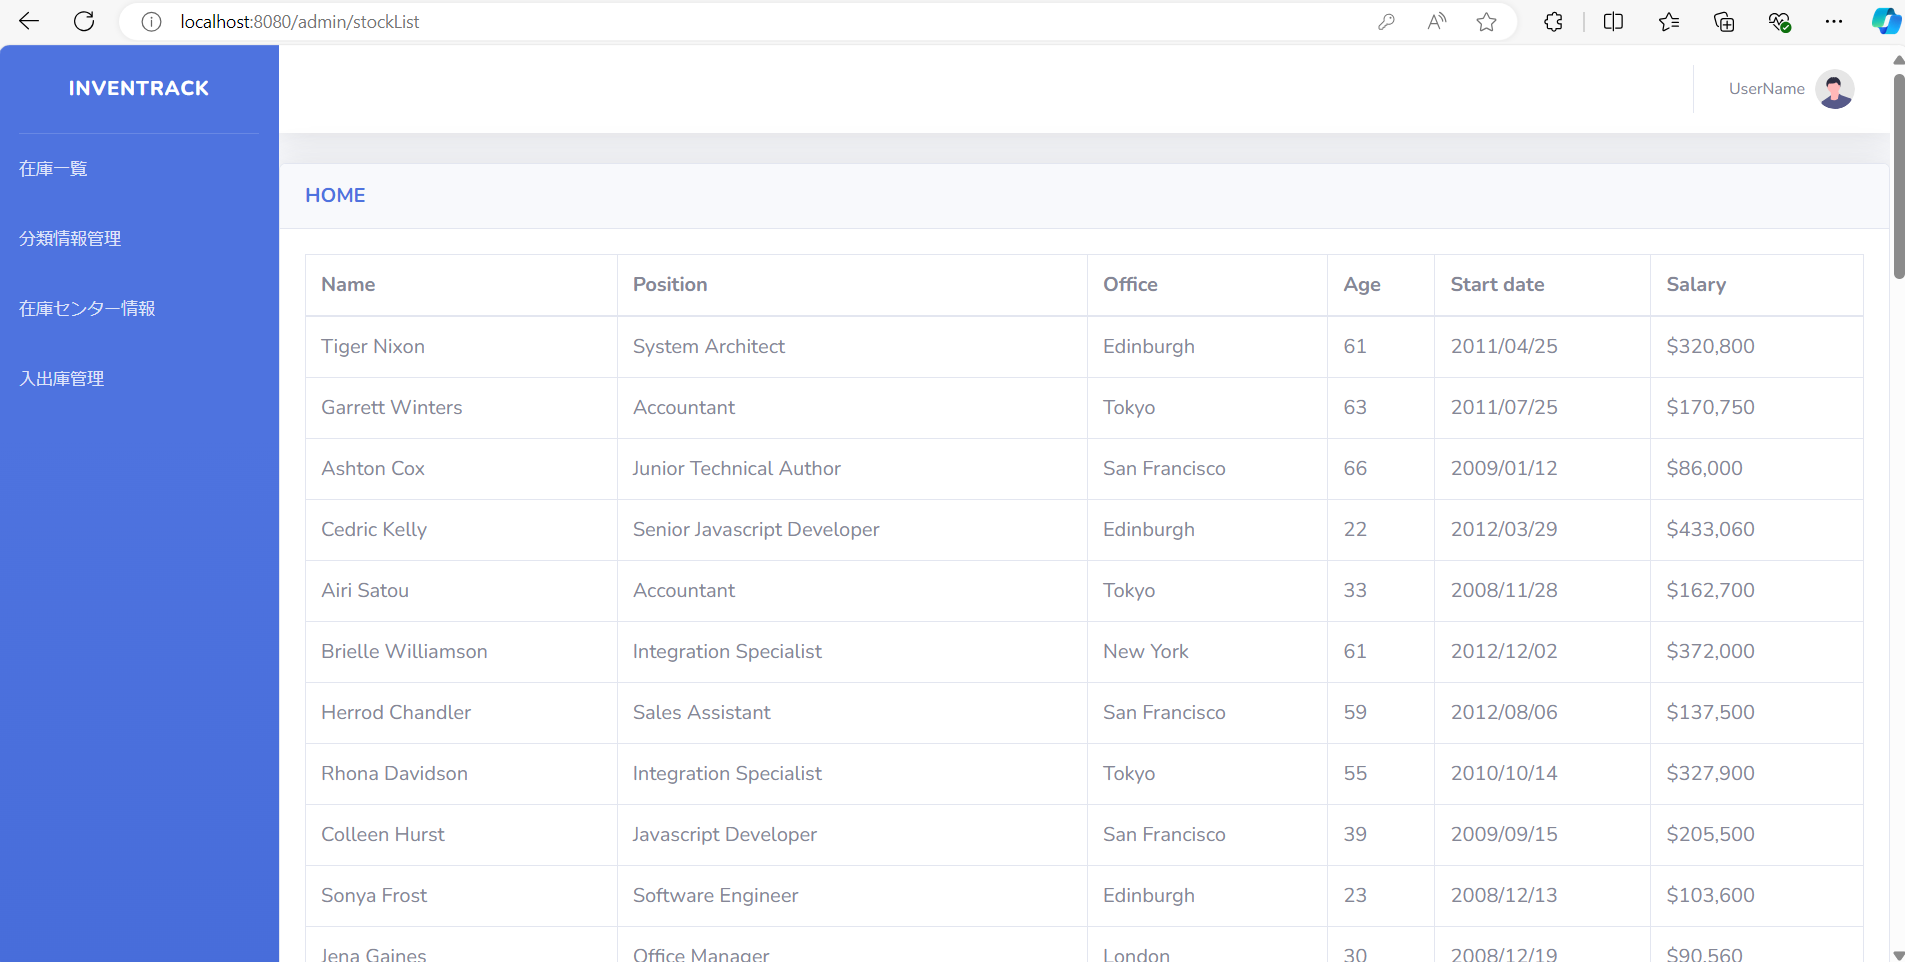 localhost:8080/admin/stockList
INVENTRACK
UserName
在庫一覧
分類情報管理
在庫センター情報
入出庫管理
HOME
Name Position Office Age Start date Salary
Tiger Nixon System Architect Edinburgh 61 2011/04/25 $320,800
Garrett Winters Accountant Tokyo 63 2011/07/25 $170,750
Ashton Cox Junior Technical Author San Francisco 66 2009/01/12 $86,000
Cedric Kelly Senior Javascript Developer Edinburgh 22 2012/03/29 $433,060
Airi Satou Accountant Tokyo 33 2008/11/28 $162,700
Brielle Williamson Integration Specialist New York 61 2012/12/02 $372,000
Herrod Chandler Sales Assistant San Francisco 59 2012/08/06 $137,500
Rhona Davidson Integration Specialist Tokyo 55 2010/10/14 $327,900
Colleen Hurst Javascript Developer San Francisco 39 2009/09/15 $205,500
Sonya Frost Software Engineer Edinburgh 23 2008/12/13 $103,600
Jena Gaines Office Manager London 30 2008/12/19 $90,560